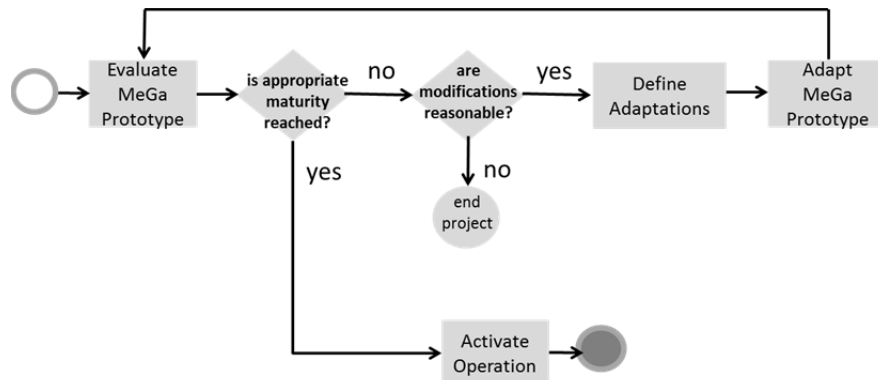 Evaluate
MeGa
Prototype
is appropriate
maturity
reached?
no
are
modifications
reasonable?
yes
Define
Adaptations
Adapt
MeGa
Prototype
yes
no
end
project
Activate
Operation